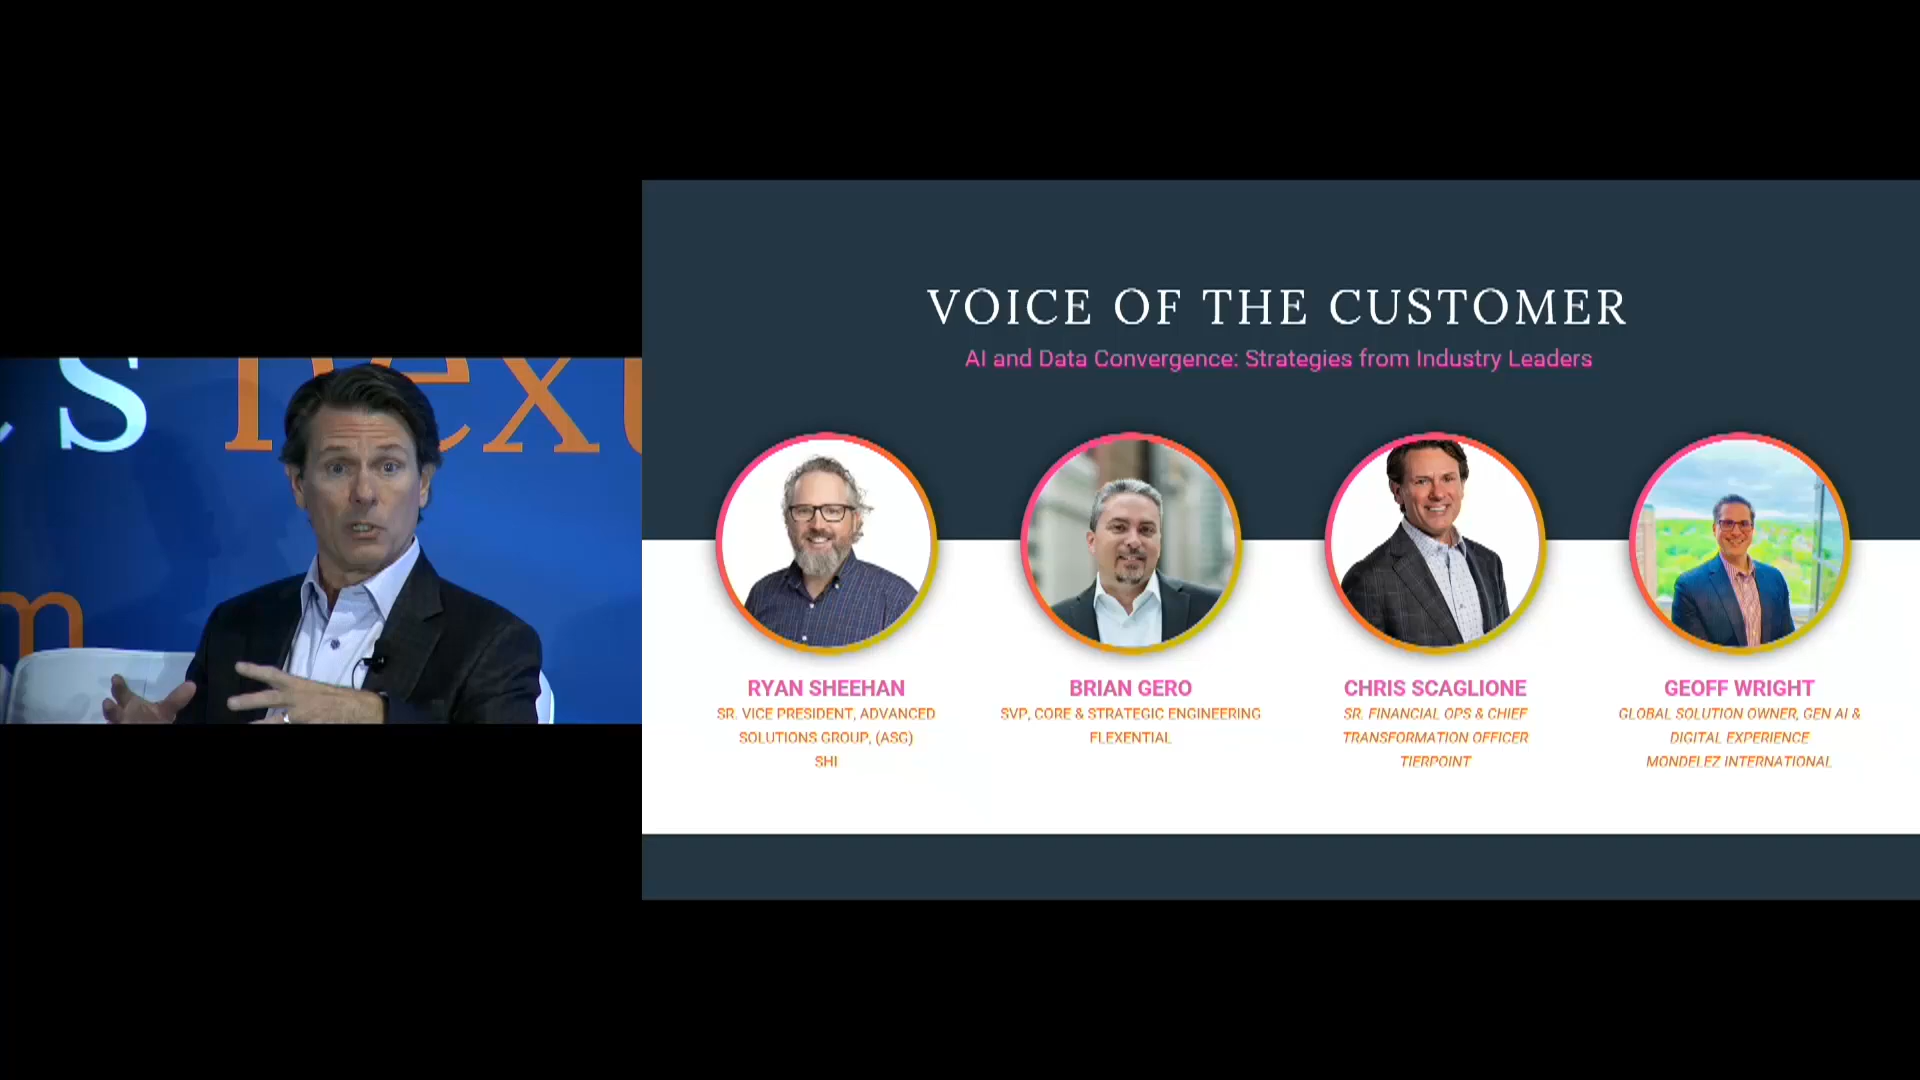 s next
m
VOICE OF THE CUSTOMER
AI and Data Convergence: Strategies from Industry Leaders
RYAN SHEEHAN
SR. VICE PRESIDENT, ADVANCED
SOLUTIONS GROUP, (ASG)
SHI
BRIAN GERO
SVP, CORE & STRATEGIC ENGINEERING
FLEXENTIAL
CHRIS SCAGLIONE
SR. FINANCIAL OPS & CHIEF
TRANSFORMATION OFFICER
TIERPOINT
GEOFF WRIGHT
GLOBAL SOLUTION OWNER, GEN AI &
DIGITAL EXPERIENCE
MONDELEZ INTERNATIONAL